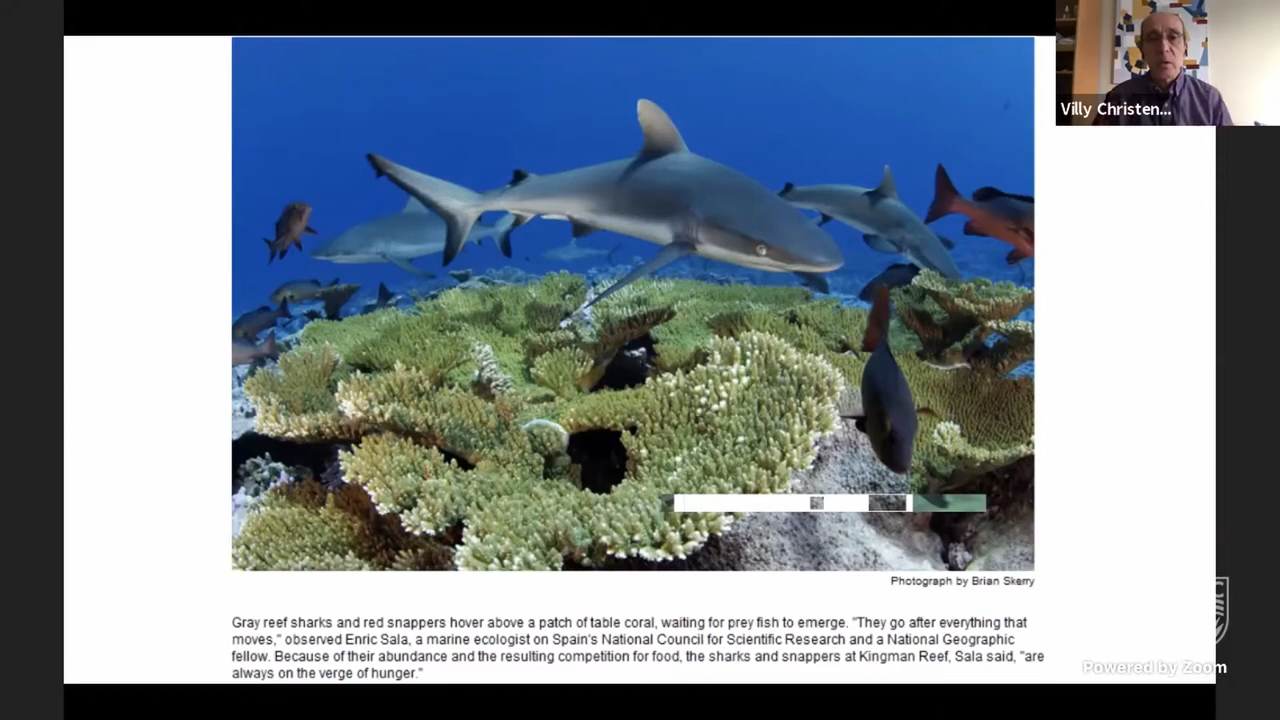 Villy Christen...
Photograph by Brian Skerry
Gray reef sharks and red snappers hover above a patch of table coral, waiting for prey fish to emerge. "They go after everything that
moves," observed Enric Sala, a marine ecologist on Spain's National Council for Scientific Research and a National Geographic
fellow. Because of their abundance and the resulting competition for food, the sharks and snappers at Kingman Reef, Sala said, "are
always on the verge of hunger."
Powered by Zoom